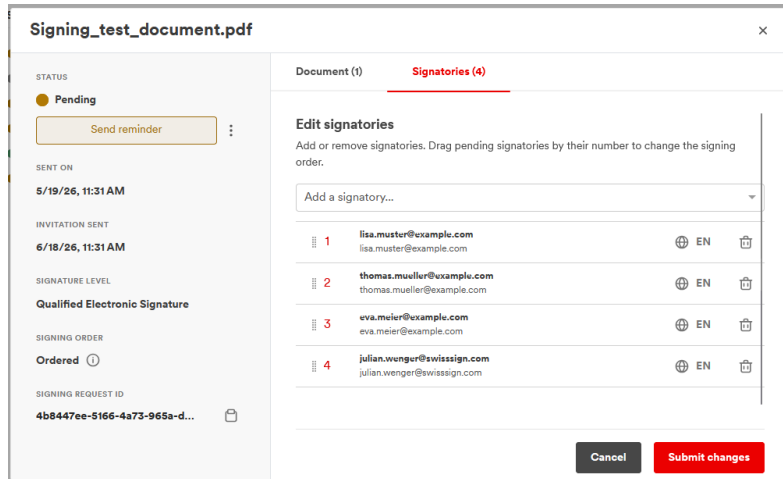 Signing_test_document.pdf
STATUS
Pending
Send reminder
SENT ON
5/19/26, 11:31 AM
INVITATION SENT
6/18/26, 11:31 AM
SIGNATURE LEVEL
Qualified Electronic Signature
SIGNING ORDER
Ordered
SIGNING REQUEST ID
4b8447ee-5166-4a73-965a-d...
Document (1)
Signatories (4)
Edit signatories
Add or remove signatories. Drag pending signatories by their number to change the signing
order.
Add a signatory...
1 lisa.muster@example.com EN
lisa.muster@example.com
2 thomas.mueller@example.com EN
thomas.mueller@example.com
3 eva.meier@example.com EN
eva.meier@example.com
4 julian.wenger@swisssign.com EN
julian.wenger@swisssign.com
Cancel
Submit changes